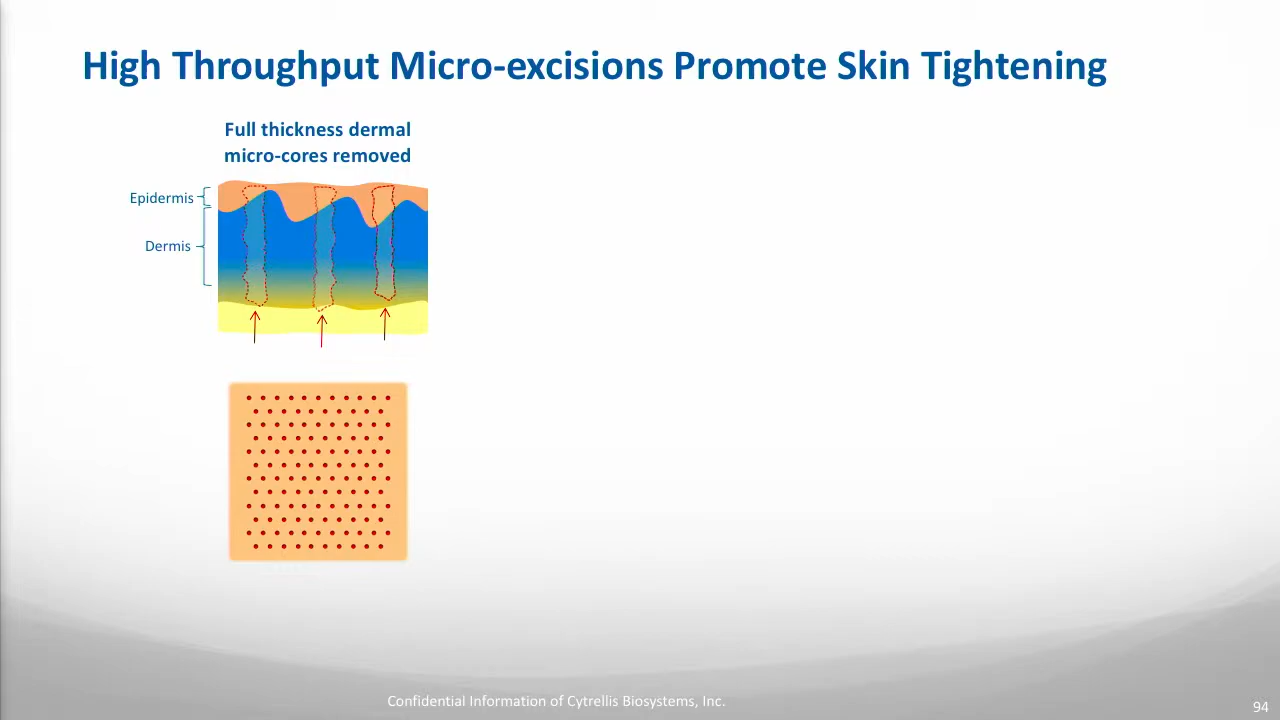 High Throughput Micro-excisions Promote Skin Tightening
Full thickness dermal
micro-cores removed
Epidermis
Dermis
Confidential Information of Cytrellis Biosystems, Inc.
94